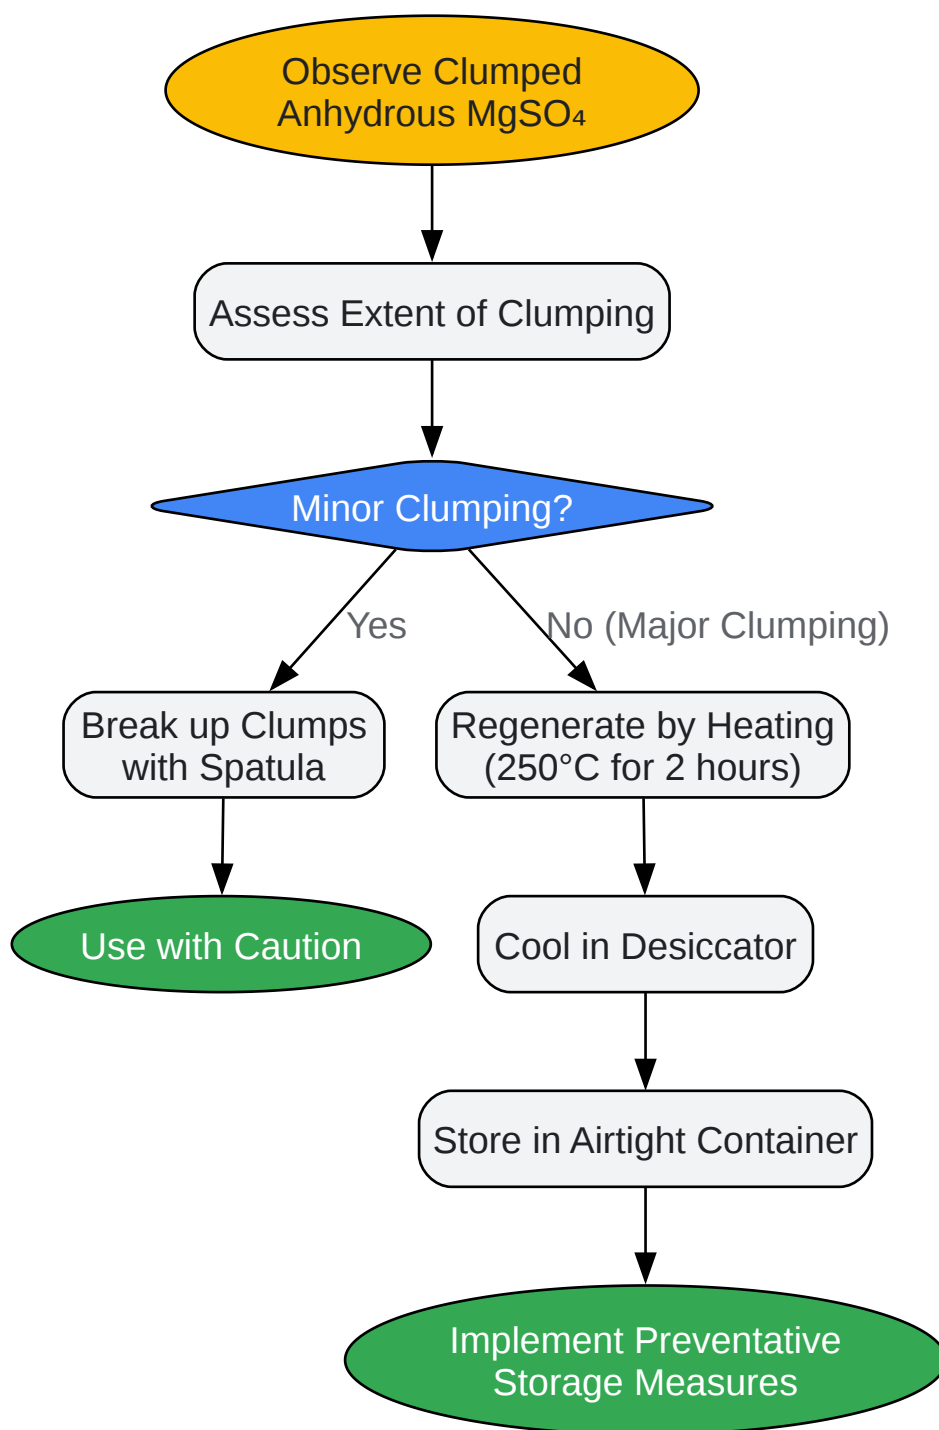 Observe Clumped
Anhydrous MgSO₄
Assess Extent of Clumping
Minor Clumping?
Yes
No (Major Clumping)
Break up Clumps
with Spatula
Regenerate by Heating
(250°C for 2 hours)
Use with Caution
Cool in Desiccator
Store in Airtight Container
Implement Preventative
Storage Measures